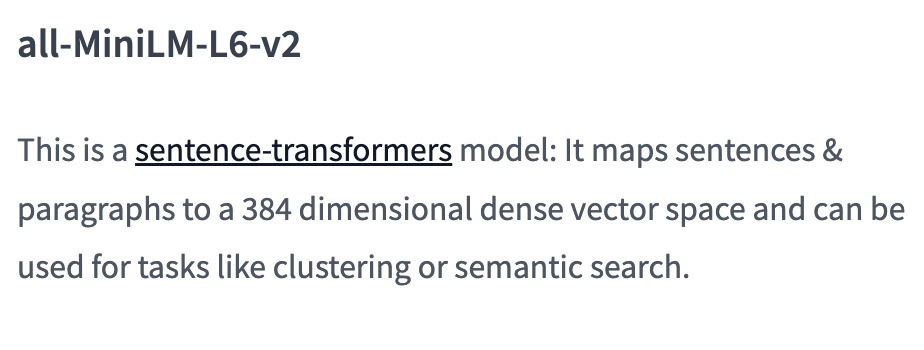 all-MiniLM-L6-v2
This is a sentence-transformers model: It maps sentences &
paragraphs to a 384 dimensional dense vector space and can be
used for tasks like clustering or semantic search.